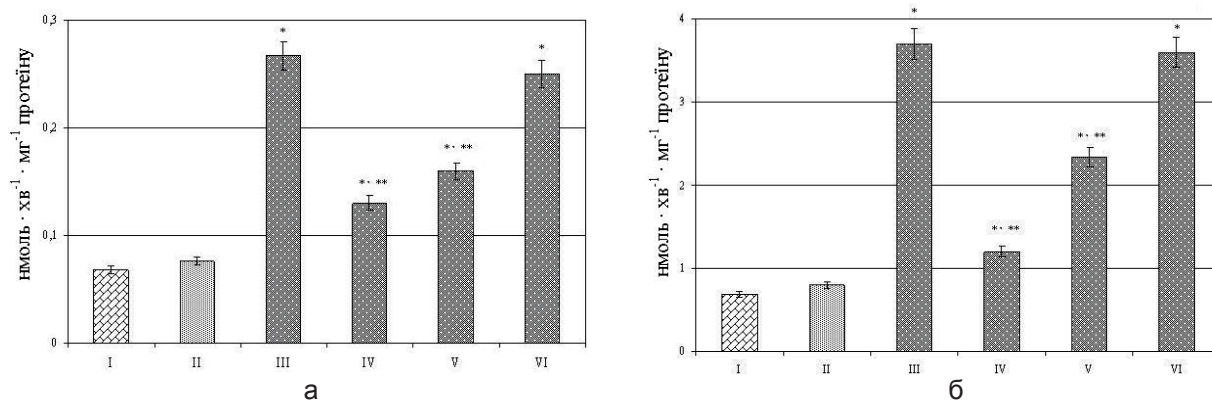 нмоль · хв⁻¹ · мг⁻¹ протеїну
0,3
0,2
0,1
0
*
*, **
*, **
*
I II III IV V VI
а
нмоль · хв⁻¹ · мг⁻¹ протеїну
4
3
2
1
0
*
*, **
*, **
*
I II III IV V VI
б